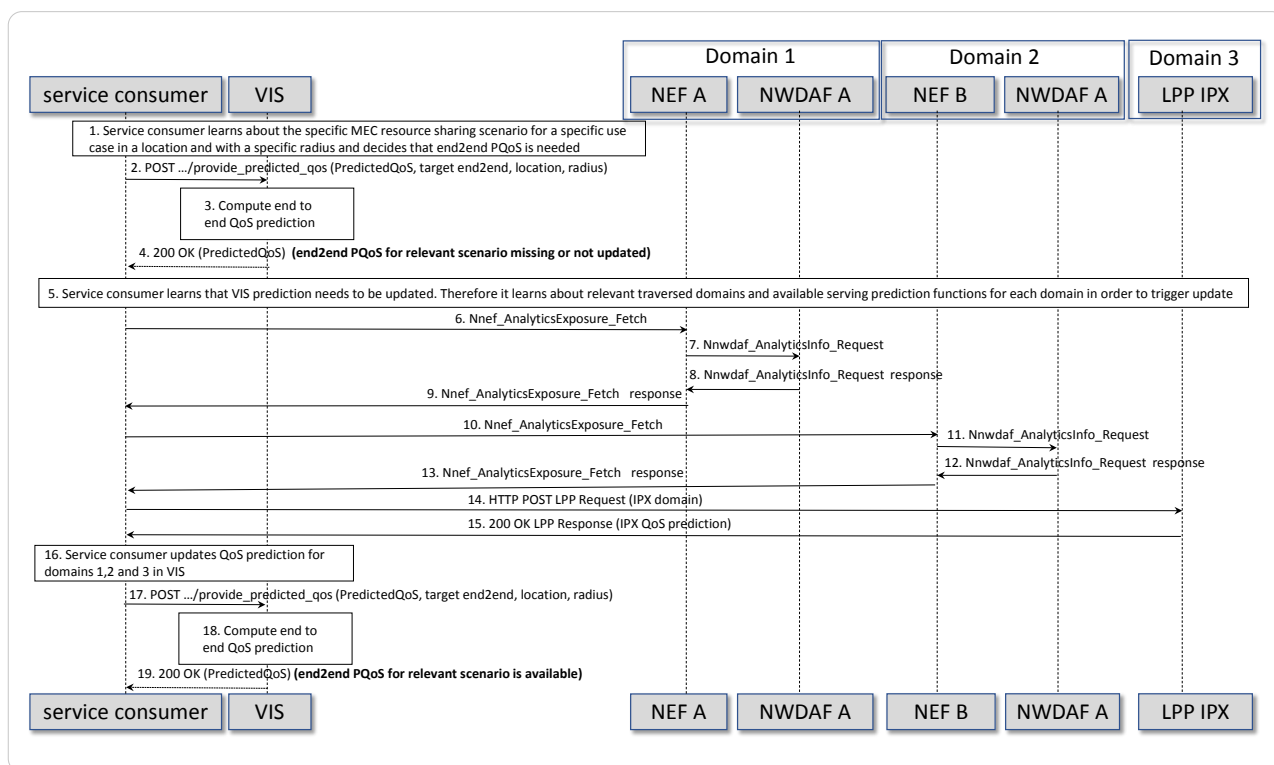 Domain 1
Domain 2
Domain 3
service consumer
VIS
NEF A
NWDAF A
NEF B
NWDAF A
LPP IPX
1. Service consumer learns about the specific MEC resource sharing scenario for a specific use
case in a location and with a specific radius and decides that end2end PQoS is needed
2. POST .../provide_predicted_qos (PredictedQoS, target end2end, location, radius)
3. Compute end to
end QoS prediction
4. 200 OK (PredictedQoS) (end2end PQoS for relevant scenario missing or not updated)
5. Service consumer learns that VIS prediction needs to be updated. Therefore it learns about relevant traversed domains and available serving prediction functions for each domain in order to trigger update
6. Nnef_AnalyticsExposure_Fetch
7. Nnwdaf_AnalyticsInfo_Request
8. Nnwdaf_AnalyticsInfo_Request response
9. Nnef_AnalyticsExposure_Fetch response
10. Nnef_AnalyticsExposure_Fetch
11. Nnwdaf_AnalyticsInfo_Request
12. Nnwdaf_AnalyticsInfo_Request response
13. Nnef_AnalyticsExposure_Fetch response
14. HTTP POST LPP Request (IPX domain)
15. 200 OK LPP Response (IPX QoS prediction)
16. Service consumer updates QoS prediction for
domains 1,2 and 3 in VIS
17. POST .../provide_predicted_qos (PredictedQoS, target end2end, location, radius)
18. Compute end to
end QoS prediction
19. 200 OK (PredictedQoS) (end2end PQoS for relevant scenario is available)
service consumer
VIS
NEF A
NWDAF A
NEF B
NWDAF A
LPP IPX